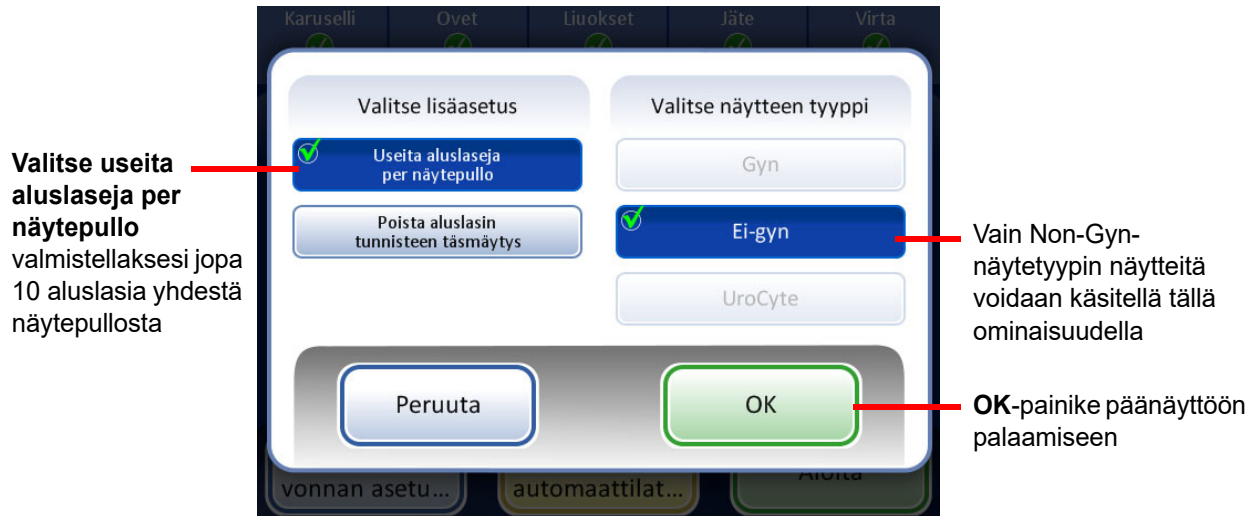 Karuselli
Ovet
Liuokset
Jäte
Virta
Valitse lisäasetus
Valitse näytteen tyyppi
Useita aluslaseja
per näytepullo
Poista aluslasin
tunnisteen täsmäytys
Gyn
Ei-gyn
UroCyte
Peruuta
OK
vonnan asetu...
automaattilat...
Aloita
Valitse useita
aluslaseja per
näytepullo
valmistellaksesi jopa
10 aluslasia yhdestä
näytepullosta
Vain Non-Gyn-
näytetyypin näytteitä
voidaan käsitellä tällä
ominaisuudella
OK-painike päänäyttöön
palaamiseen